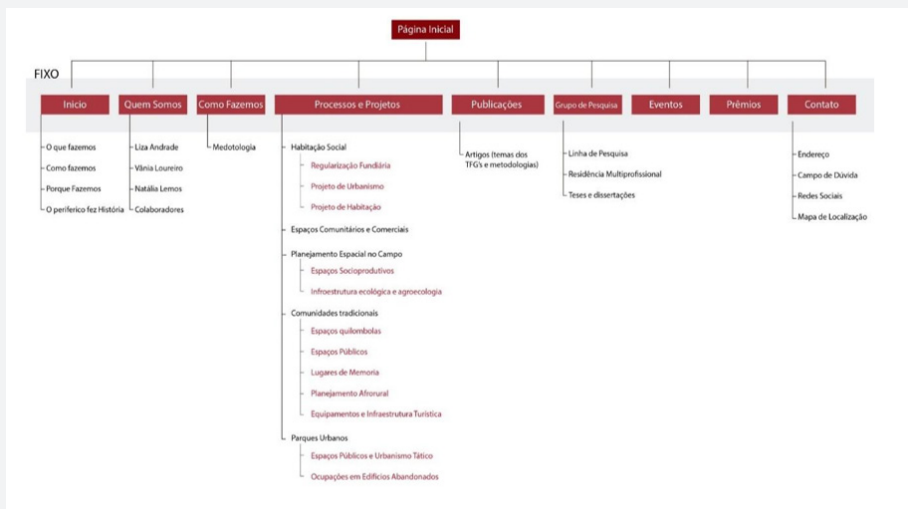 Página Inicial
FIXO
Inicio
Quem Somos
Como Fazemos
Processos e Projetos
Publicações
Grupo de Pesquisa
Eventos
Prêmios
Contato
O que fazemos
Como fazemos
Porque Fazemos
O periferico fez História
Liza Andrade
Vânia Loureiro
Natália Lemos
Colaboradores
Medotologia
Habitação Social
Regularização Fundiária
Projeto de Urbanismo
Projeto de Habitação
Espaços Comunitários e Comerciais
Planejamento Espacial no Campo
Espaços Socioprodutivos
Infroestrutura ecológica e agroecologia
Comunidades tradicionais
Espaços quilombolas
Espaços Públicos
Lugares de Memoria
Planejamento Afrorural
Equipamentos e Infraestrutura Turística
Parques Urbanos
Espaços Públicos e Urbanismo Tático
Ocupações em Edifícios Abandonados
Artigos (temas dos
TFG's e metodologias)
Linha de Pesquisa
Residência Multiprofissional
Teses e dissertações
Endereço
Campo de Dúvida
Redes Sociais
Mapa de Localização